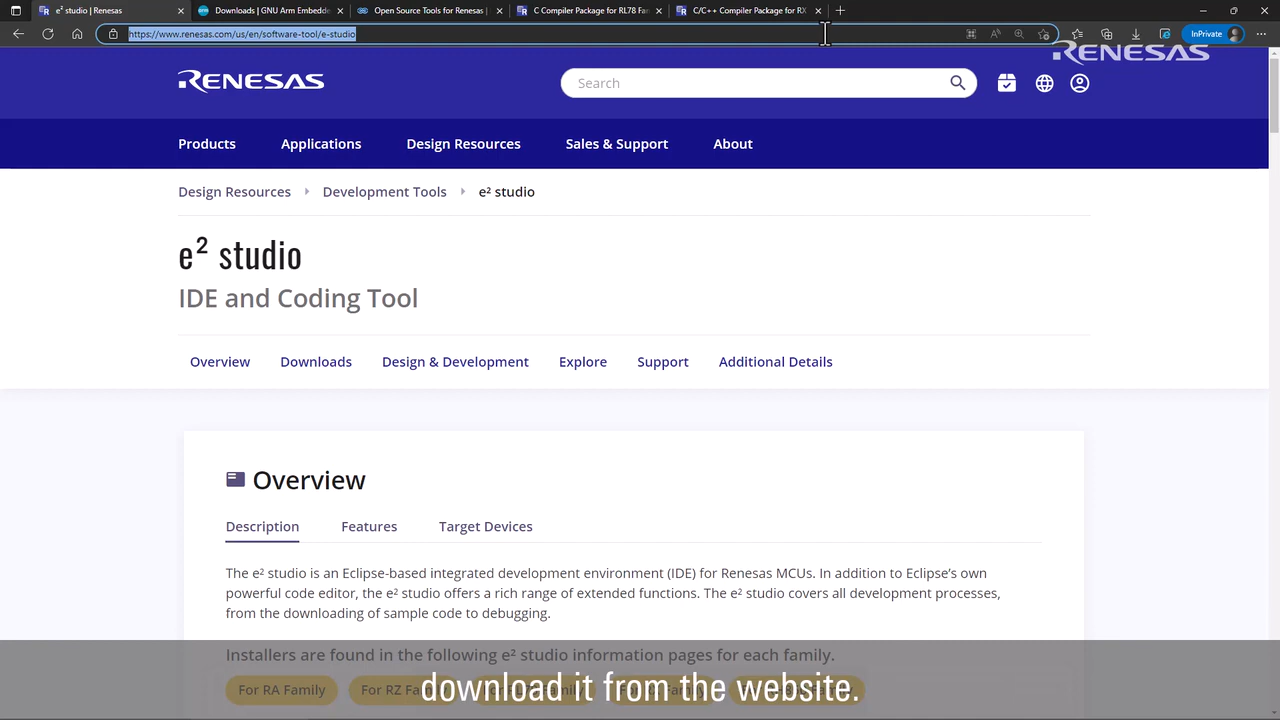 e² studio | Renesas
Downloads | GNU Arm Embedde
Open Source Tools for Renesas
C Compiler Package for RL78 Fa
C/C++ Compiler Package for RX
https://www.renesas.com/us/en/software-tool/e-studio
InPrivate
RENESAS
RENESAS
Search
Products
Applications
Design Resources
Sales & Support
About
Design Resources
Development Tools
e² studio
e² studio
IDE and Coding Tool
Overview
Downloads
Design & Development
Explore
Support
Additional Details
Overview
Description
Features
Target Devices
The e² studio is an Eclipse-based integrated development environment (IDE) for Renesas MCUs. In addition to Eclipse’s own
powerful code editor, the e² studio offers a rich range of extended functions. The e² studio covers all development processes,
from the downloading of sample code to debugging.
Installers are found in the following e² studio information pages for each family.
For RA Family
For RZ
download it from the website.